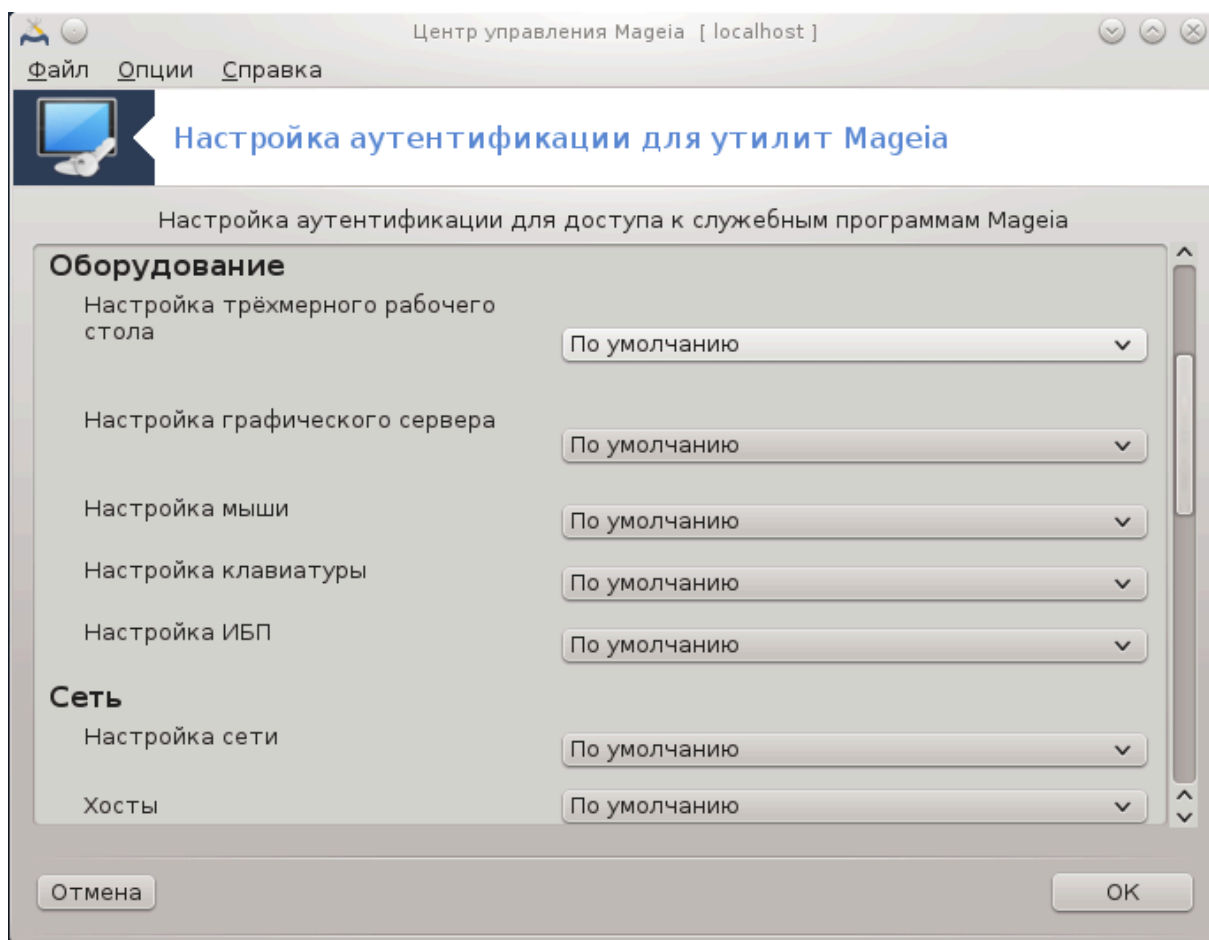 Центр управления Mageia [ localhost ]
Файл Опции Справка
Настройка аутентификации для утилит Mageia
Настройка аутентификации для доступа к служебным программам Mageia
Оборудование
Настройка трёхмерного рабочего
стола
По умолчанию
Настройка графического сервера
По умолчанию
Настройка мыши
По умолчанию
Настройка клавиатуры
По умолчанию
Настройка ИБП
По умолчанию
Сеть
Настройка сети
По умолчанию
Хосты
По умолчанию
Отмена
OK